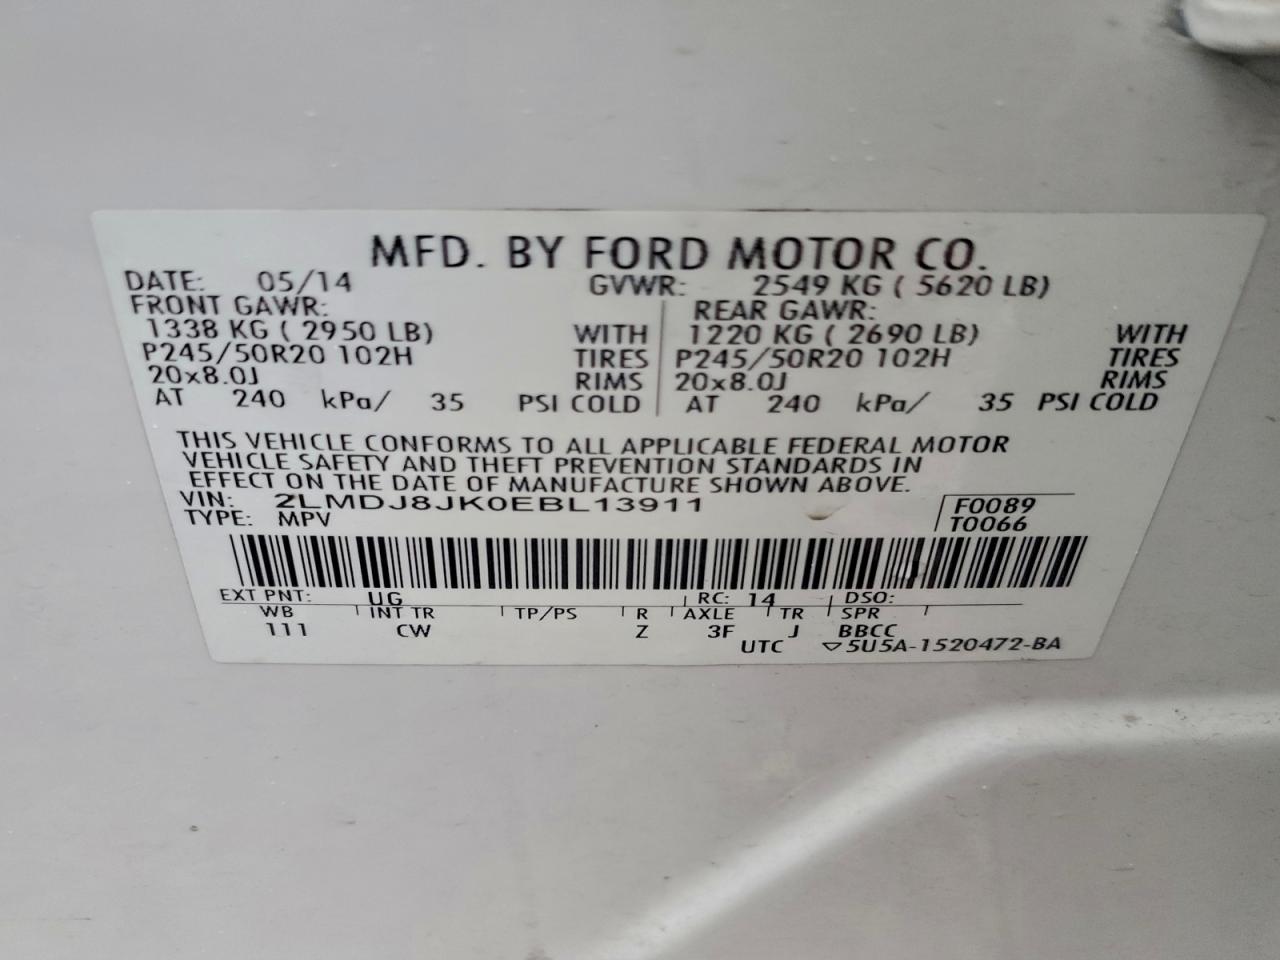 MFD. BY FORD MOTOR CO.
DATE: 05/14 GVWR: 2549 KG ( 5620 LB)
FRONT GAWR: REAR GAWR:
1338 KG ( 2950 LB) WITH 1220 KG ( 2690 LB) WITH
P245/50R20 102H TIRES P245/50R20 102H TIRES
20x8.0J RIMS 20x8.0J RIMS
AT 240 kPa/ 35 PSI COLD AT 240 kPa/ 35 PSI COLD
THIS VEHICLE CONFORMS TO ALL APPLICABLE FEDERAL MOTOR
VEHICLE SAFETY AND THEFT PREVENTION STANDARDS IN
EFFECT ON THE DATE OF MANUFACTURE SHOWN ABOVE.
VIN: 2LMDJ8JK0EBL13911 F0089
TYPE: MPV T0066
EXT PNT: UG RC: 14 DSO:
WB INT TR TP/PS R AXLE TR SPR
111 CW Z 3F J BBCC
UTC ▽5U5A-1520472-BA